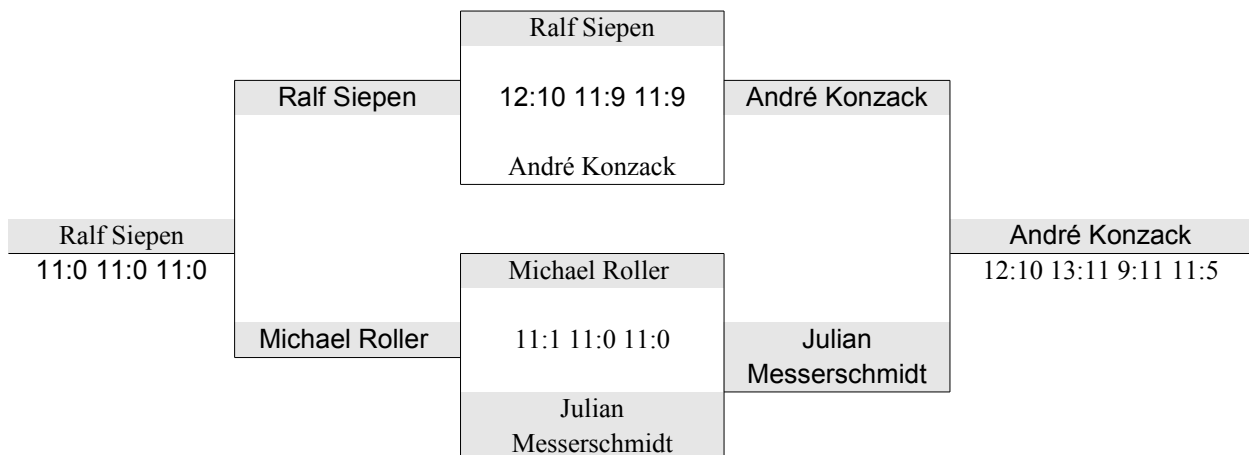 Ralf Siepen
Ralf Siepen
12:10 11:9 11:9
André Konzack
André Konzack
Ralf Siepen
André Konzack
11:0 11:0 11:0
Michael Roller
12:10 13:11 9:11 11:5
Michael Roller
11:1 11:0 11:0
Julian
Messerschmidt
Julian
Messerschmidt